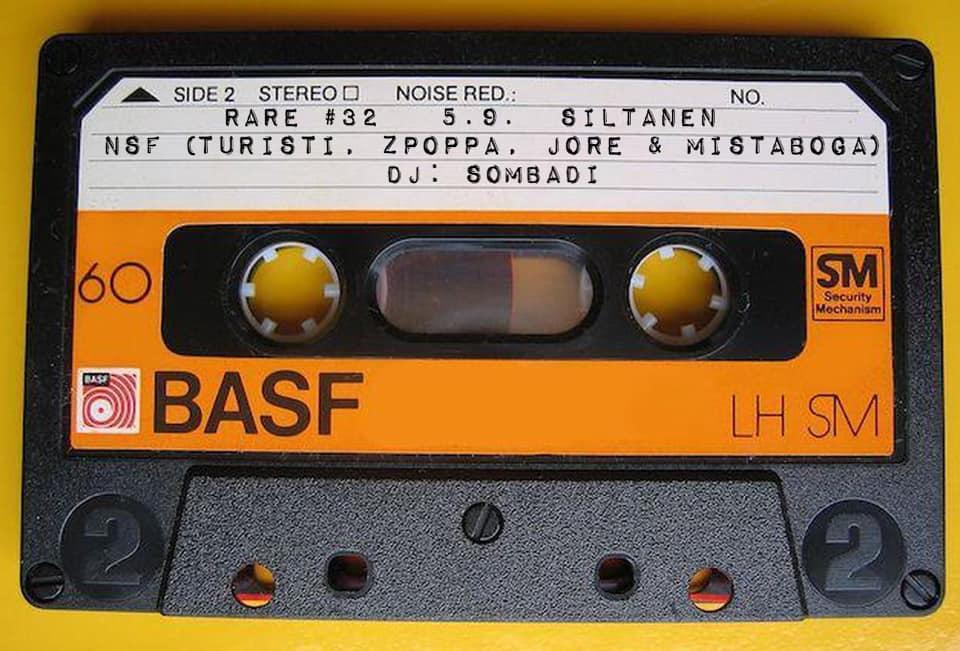 SIDE 2 STEREO NOISE RED.: NO.
RARE #32 5.9. SILTANEN
NSF (TURISTI, ZPOPPA, JORE & MISTABOGA)
DJ: SOMBADI
60
SM
Security
Mechanism
BASF
BASF
LH SM
2
2